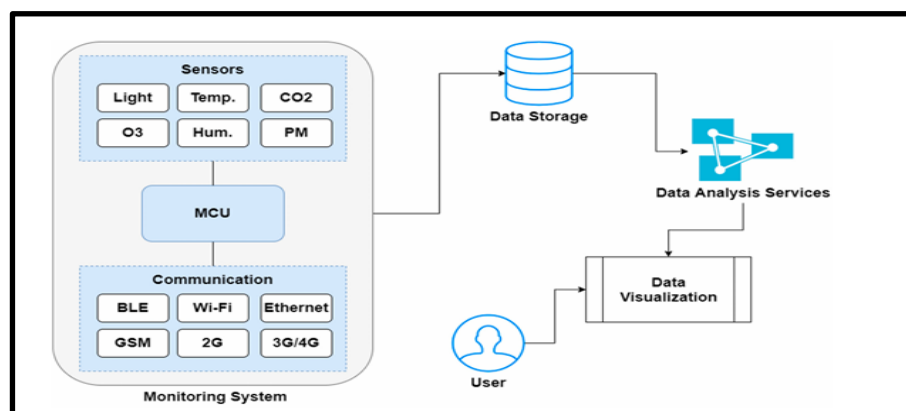 Sensors
Light
Temp.
CO2
O3
Hum.
PM
MCU
Communication
BLE
Wi-Fi
Ethernet
GSM
2G
3G/4G
Monitoring System
Data Storage
Data Analysis Services
Data
Visualization
User